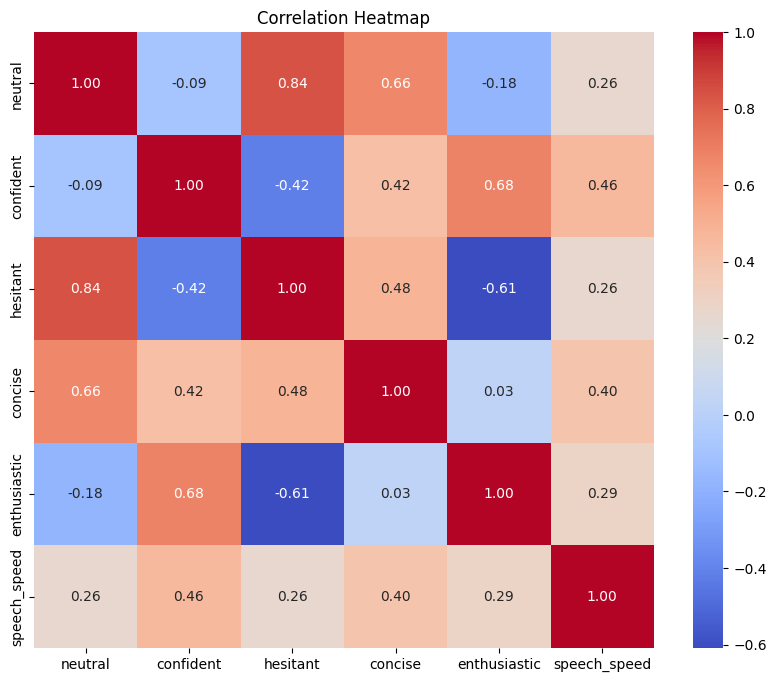 Correlation Heatmap
neutral
1.00 -0.09 0.84 0.66 -0.18 0.26
confident
-0.09 1.00 -0.42 0.42 0.68 0.46
hesitant
0.84 -0.42 1.00 0.48 -0.61 0.26
concise
0.66 0.42 0.48 1.00 0.03 0.40
enthusiastic
-0.18 0.68 -0.61 0.03 1.00 0.29
speech_speed
0.26 0.46 0.26 0.40 0.29 1.00
neutral confident hesitant concise enthusiastic speech_speed
1.0
0.8
0.6
0.4
0.2
0.0
−0.2
−0.4
−0.6